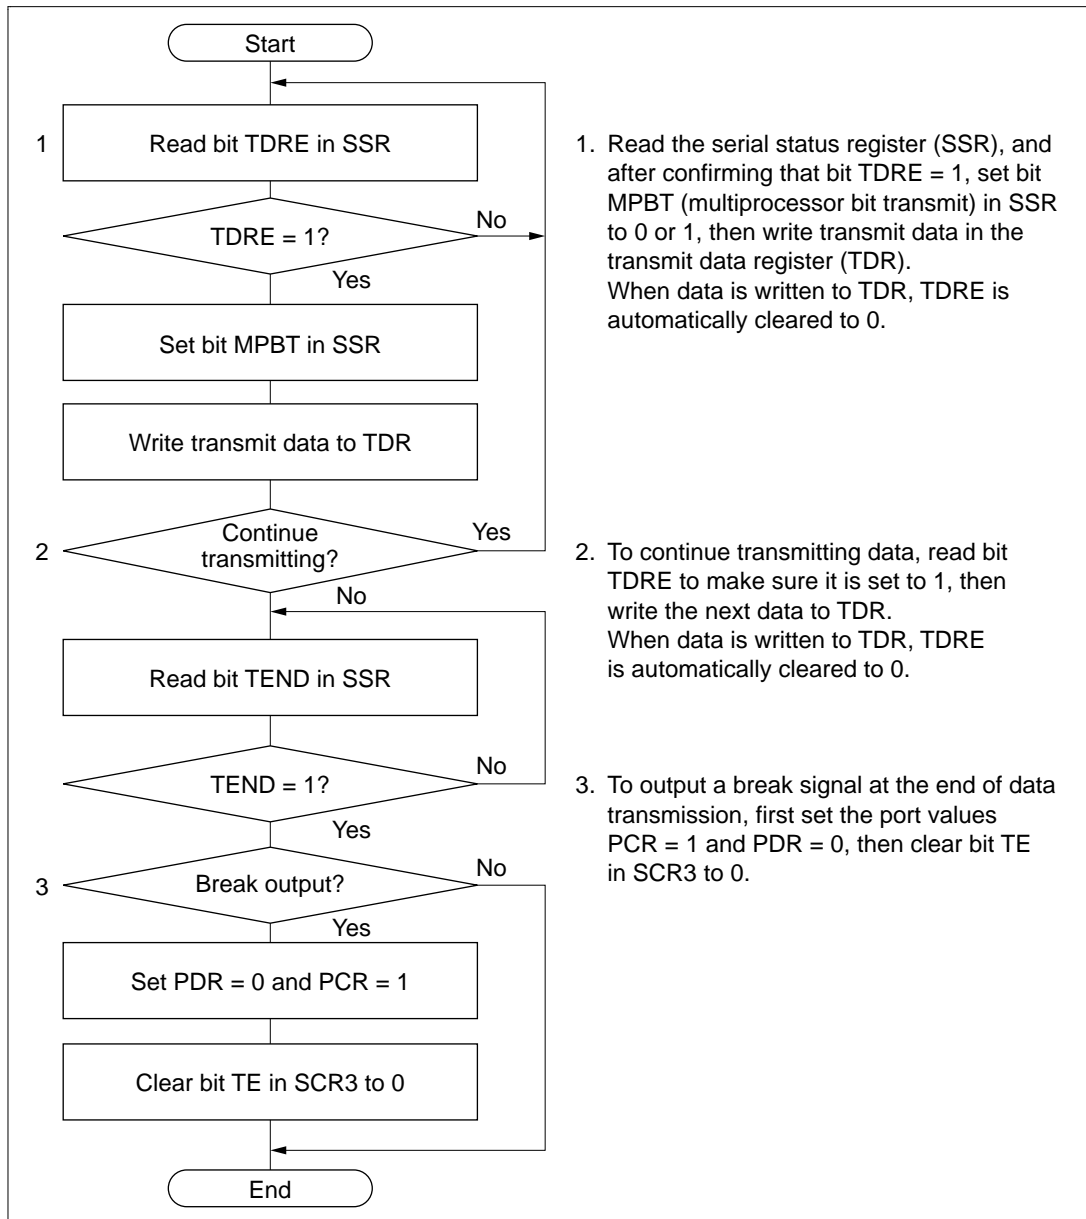 Start
1
Read bit TDRE in SSR
TDRE = 1?
No
Yes
Set bit MPBT in SSR
Write transmit data to TDR
2
Continue
transmitting?
Yes
No
Read bit TEND in SSR
TEND = 1?
No
Yes
3
Break output?
No
Yes
Set PDR = 0 and PCR = 1
Clear bit TE in SCR3 to 0
End
1. Read the serial status register (SSR), and
after confirming that bit TDRE = 1, set bit
MPBT (multiprocessor bit transmit) in SSR
to 0 or 1, then write transmit data in the
transmit data register (TDR).
When data is written to TDR, TDRE is
automatically cleared to 0.
2. To continue transmitting data, read bit
TDRE to make sure it is set to 1, then
write the next data to TDR.
When data is written to TDR, TDRE
is automatically cleared to 0.
3. To output a break signal at the end of data
transmission, first set the port values
PCR = 1 and PDR = 0, then clear bit TE
in SCR3 to 0.